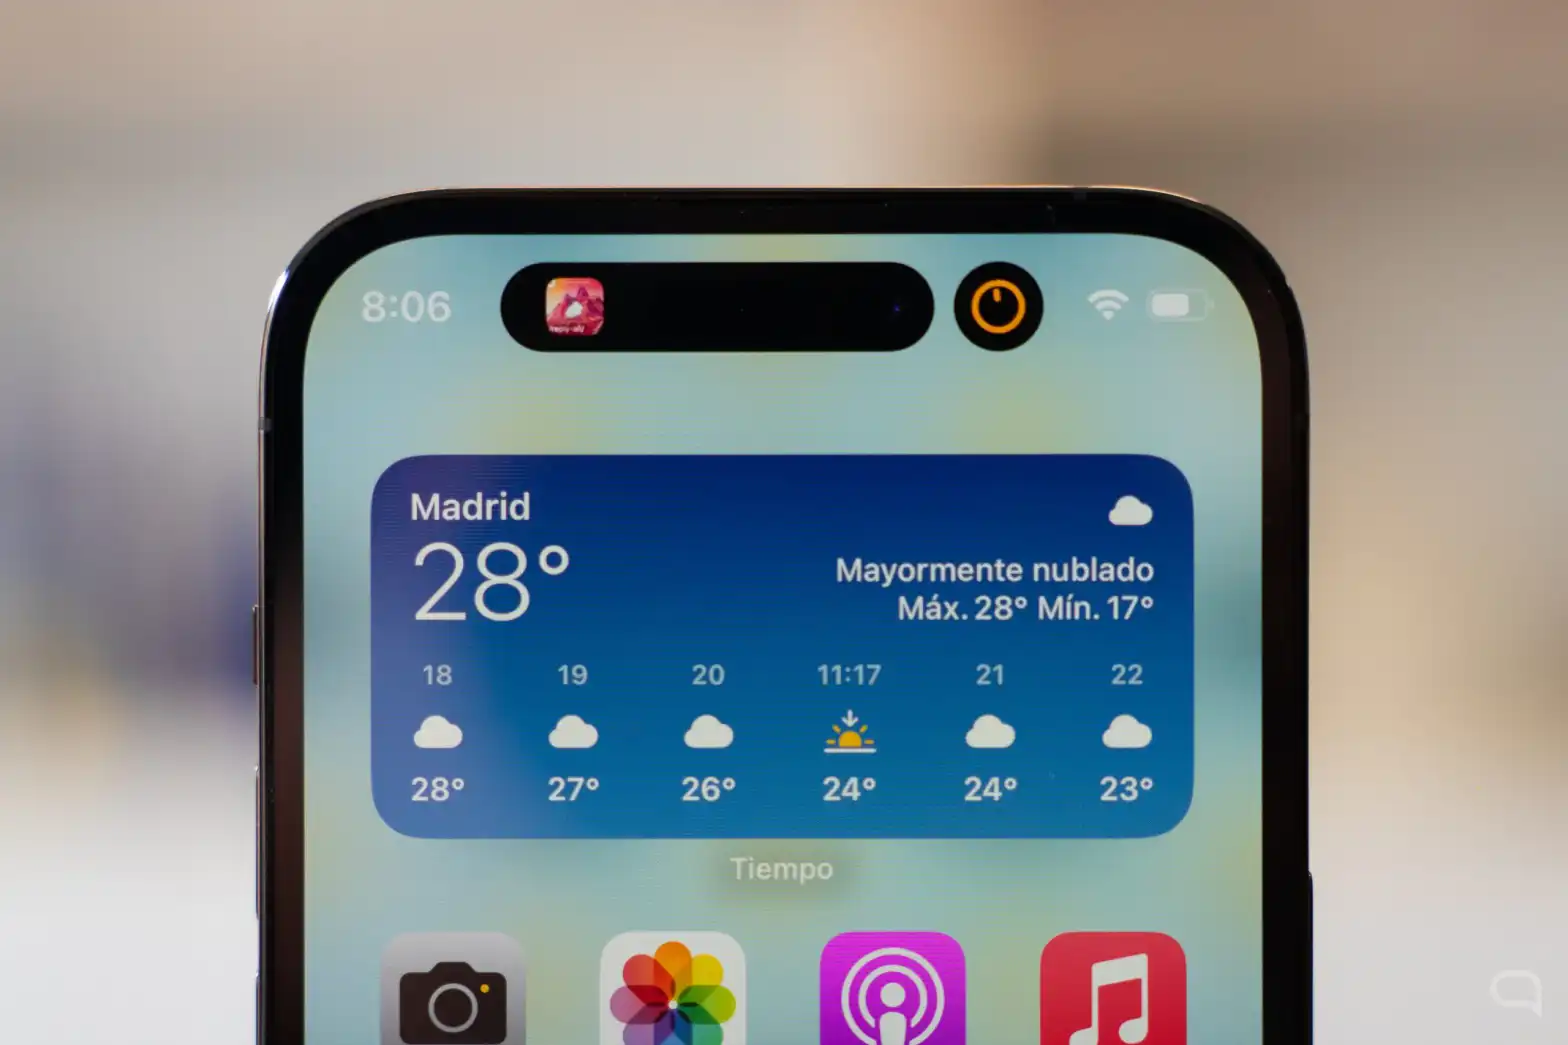 8:06
Madrid
28°
Mayormente nublado
Máx. 28° Mín. 17°
18 19 20 11:17 21 22
28° 27° 26° 24° 24° 23°
Tiempo